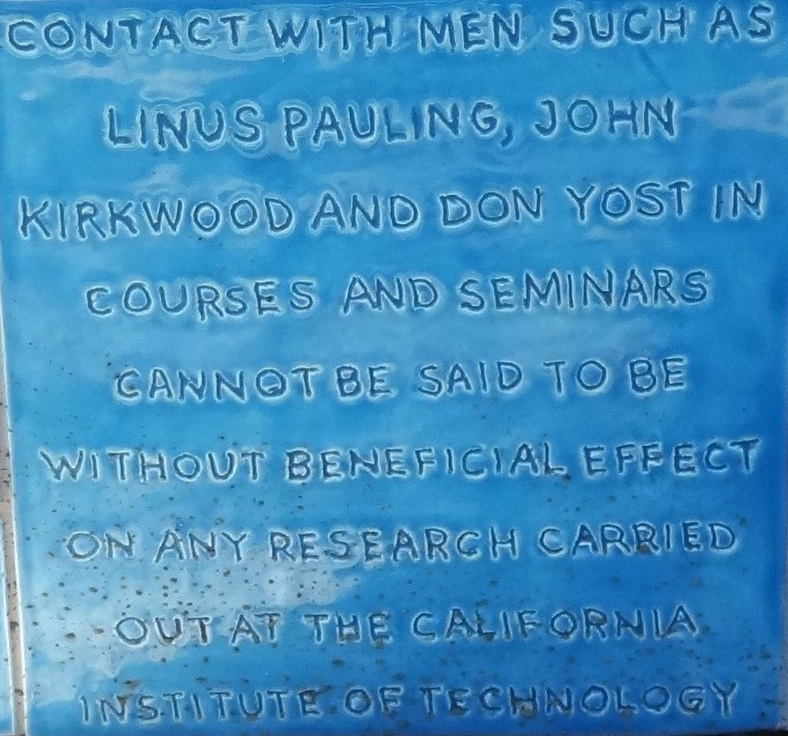 CONTACT WITH MEN SUCH AS
LINUS PAULING, JOHN
KIRKWOOD AND DON YOST IN
COURSES AND SEMINARS
CANNOT BE SAID TO BE
WITHOUT BENEFICIAL EFFECT
ON ANY RESEARCH CARRIED
OUT AT THE CALIFORNIA
INSTITUTE OF TECHNOLOGY